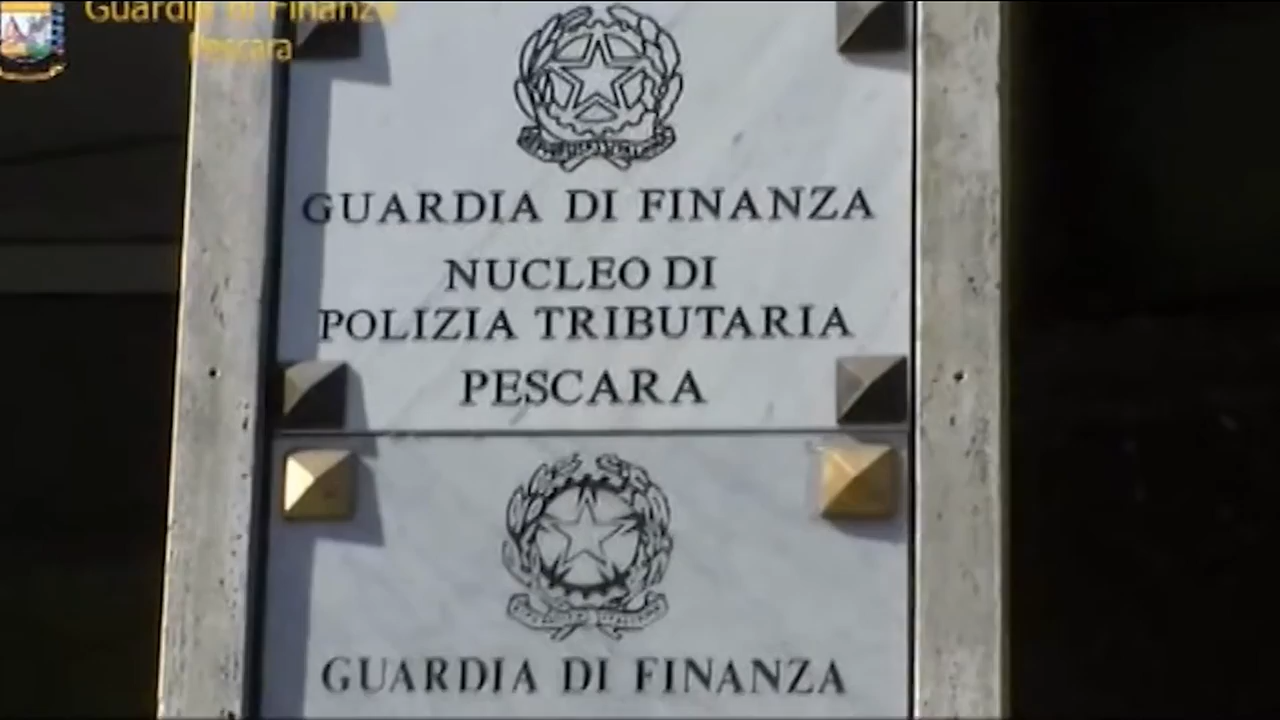 Guardia di Finanza
Pescara
GUARDIA DI FINANZA
NUCLEO DI
POLIZIA TRIBUTARIA
PESCARA
GUARDIA DI FINANZA